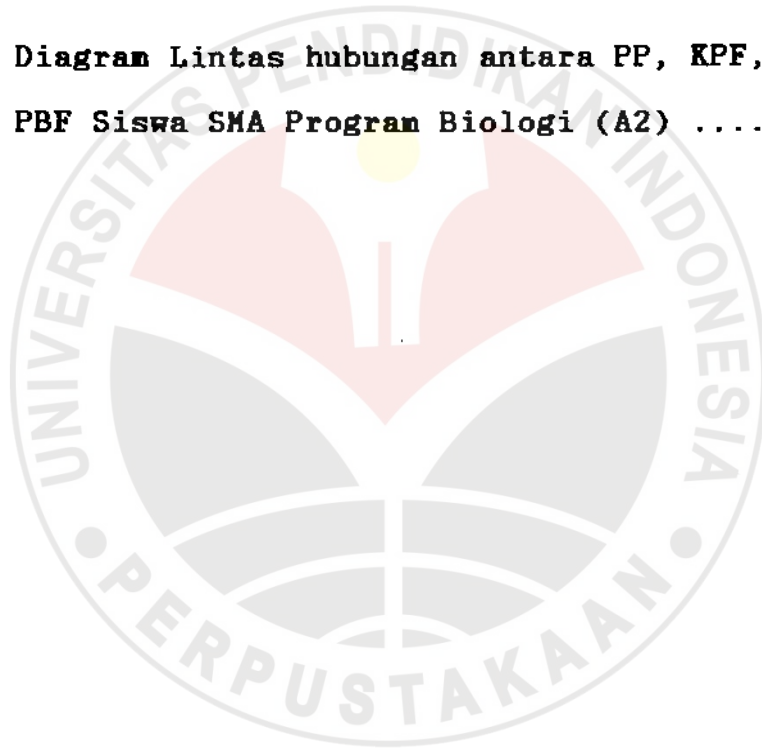 Diagram Lintas hubungan antara PP, KPF,
PBF Siswa SMA Program Biologi (A2) ....
UNIVERSITAS PENDIDIKAN INDONESIA
PERPUSTAKAAN